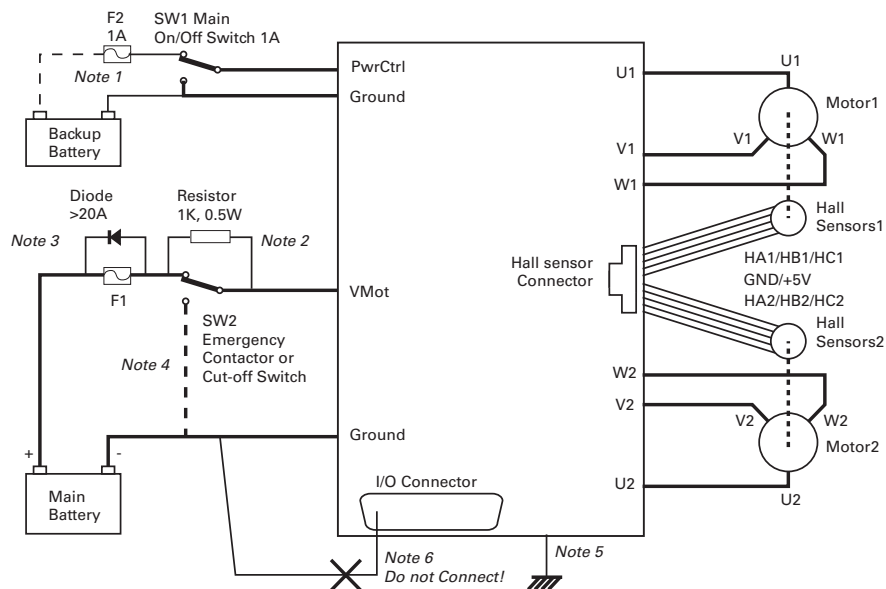 F2
1A
SW1 Main
On/Off Switch 1A
Note 1
Backup
Battery
PwrCtrl
Ground
Diode
>20A
Resistor
1K, 0.5W
Note 3
Note 2
F1
VMot
SW2
Emergency
Contactor or
Cut-off Switch
Note 4
Ground
+
-
Main
Battery
I/O Connector
Note 6
Do not Connect!
Note 5
Hall sensor
Connector
U1
V1
W1
U1
Motor1
V1
W1
Hall
Sensors1
HA1/HB1/HC1
GND/+5V
HA2/HB2/HC2
Hall
Sensors2
W2
V2
U2
V2
W2
Motor2
U2